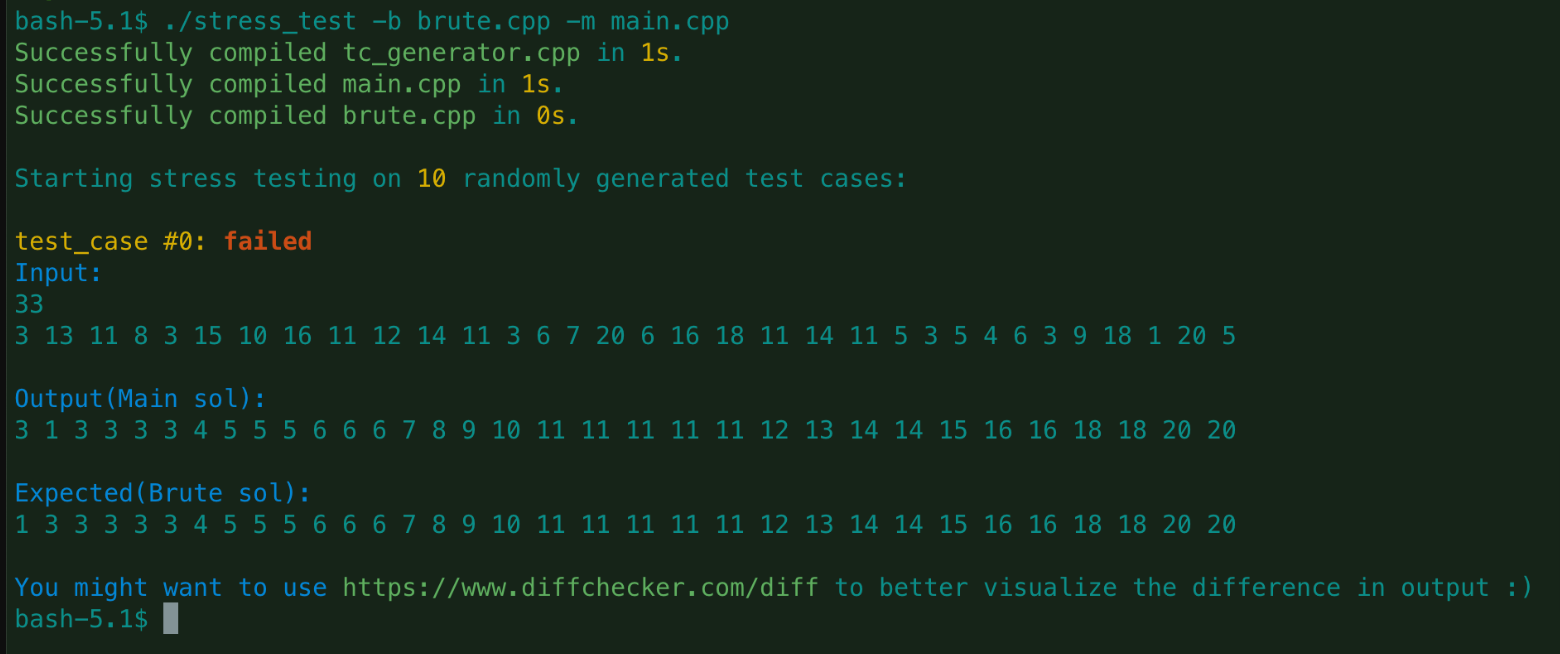 bash-5.1$ ./stress_test -b brute.cpp -m main.cpp
Successfully compiled tc_generator.cpp in 1s.
Successfully compiled main.cpp in 1s.
Successfully compiled brute.cpp in 0s.
Starting stress testing on 10 randomly generated test cases:
test_case #0: failed
Input:
33
3 13 11 8 3 15 10 16 11 12 14 11 3 6 7 20 6 16 18 11 14 11 5 3 5 4 6 3 9 18 1 20 5
Output(Main sol):
3 1 3 3 3 3 4 5 5 5 6 6 6 7 8 9 10 11 11 11 11 11 12 13 14 14 15 16 16 18 18 20 20
Expected(Brute sol):
1 3 3 3 3 3 4 5 5 5 6 6 6 7 8 9 10 11 11 11 11 11 12 13 14 14 15 16 16 18 18 20 20
You might want to use https://www.diffchecker.com/diff to better visualize the difference in output :)
bash-5.1$